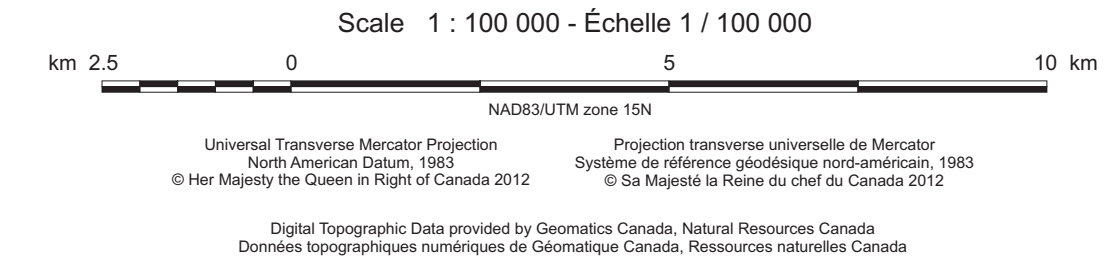 Scale 1 : 100 000 - Échelle 1 / 100 000
km 2.5 0 5 10 km
NAD83/UTM zone 15N
Universal Transverse Mercator Projection
North American Datum, 1983
© Her Majesty the Queen in Right of Canada 2012
Projection transverse universelle de Mercator
Système de référence géodésique nord-américain, 1983
© Sa Majesté la Reine du chef du Canada 2012
Digital Topographic Data provided by Geomatics Canada, Natural Resources Canada
Données topographiques numériques de Géomatique Canada, Ressources naturelles Canada